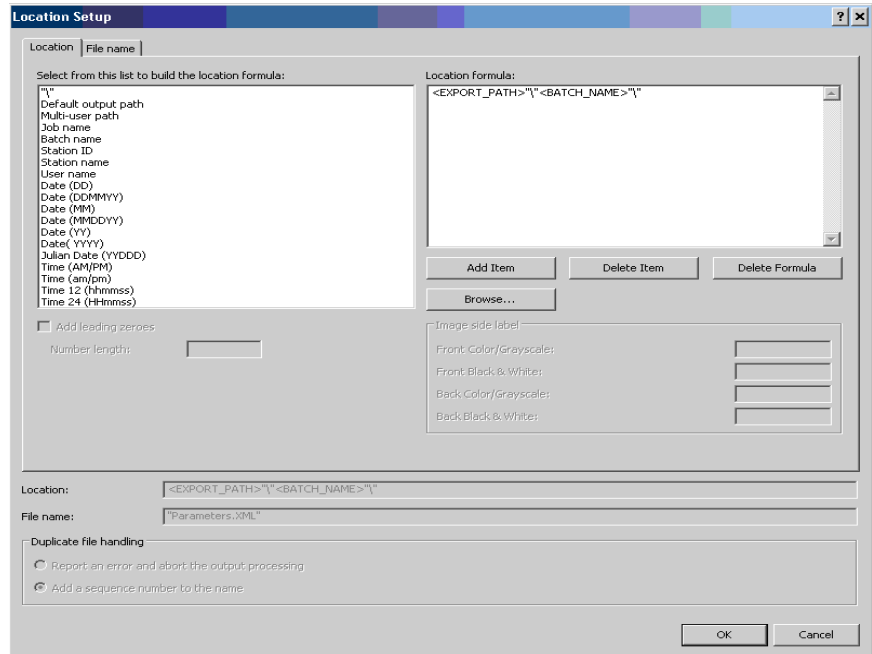 Location Setup
Location
File name
Select from this list to build the location formula:
"\"
Default output path
Multi-user path
Job name
Batch name
Station ID
Station name
User name
Date (DD)
Date (DDMMYY)
Date (MM)
Date (MMDDYY)
Date (YY)
Date( YYYY)
Julian Date (YYDDD)
Time (AM/PM)
Time (am/pm)
Time 12 (hhmmss)
Time 24 (HHmmss)
Location formula:
<EXPORT_PATH>"\"<BATCH_NAME>"\"
Add Item
Delete Item
Delete Formula
Browse...
Add leading zeroes
Number length:
Image side label
Front Color/Grayscale:
Front Black & White:
Back Color/Grayscale:
Back Black & White:
Location:
<EXPORT_PATH>"\"<BATCH_NAME>"\"
File name:
"Parameters.XML"
Duplicate file handling
Report an error and abort the output processing
Add a sequence number to the name
OK
Cancel